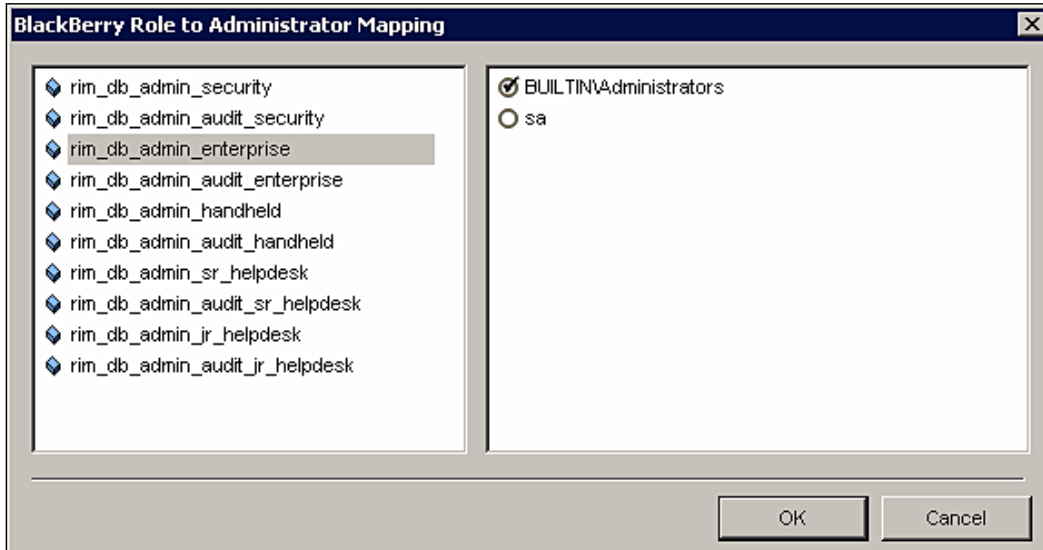 BlackBerry Role to Administrator Mapping
rim_db_admin_security
rim_db_admin_audit_security
rim_db_admin_enterprise
rim_db_admin_audit_enterprise
rim_db_admin_handheld
rim_db_admin_audit_handheld
rim_db_admin_sr_helpdesk
rim_db_admin_audit_sr_helpdesk
rim_db_admin_jr_helpdesk
rim_db_admin_audit_jr_helpdesk
BUILTIN\Administrators
sa
OK
Cancel